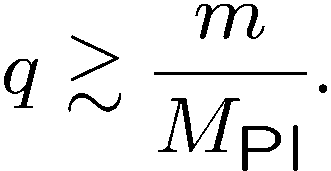 q ≳ m / M_Pl.